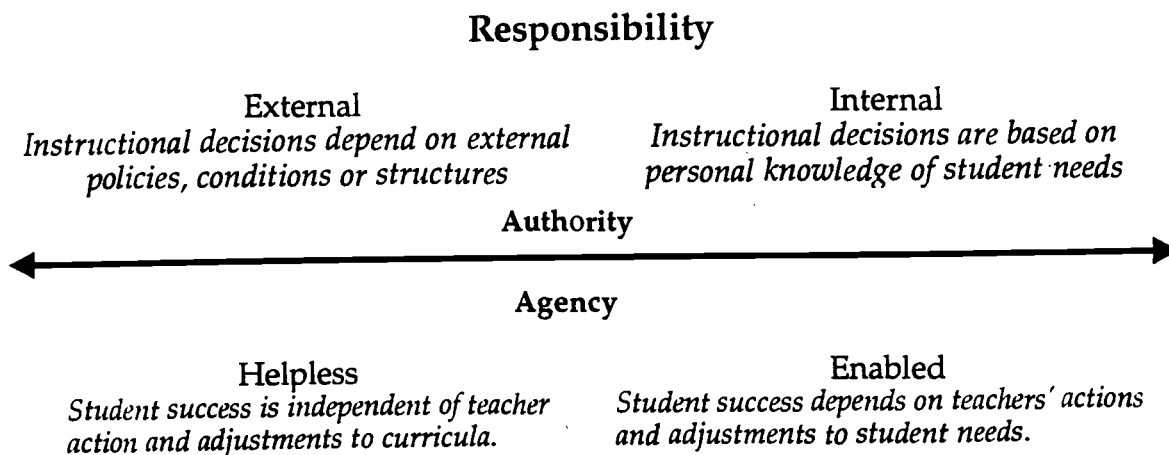 Responsibility
External
Instructional decisions depend on external
policies, conditions or structures
Internal
Instructional decisions are based on
personal knowledge of student needs
Authority
Agency
Helpless
Student success is independent of teacher
action and adjustments to curricula.
Enabled
Student success depends on teachers' actions
and adjustments to student needs.